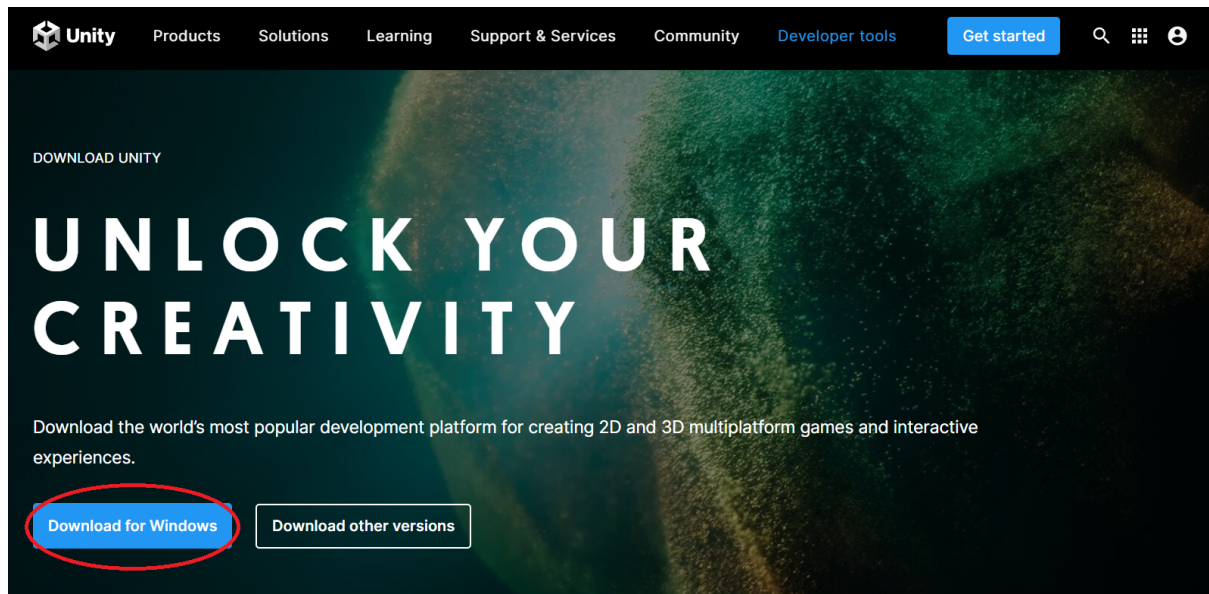 Unity Products Solutions Learning Support & Services Community Developer tools Get started
DOWNLOAD UNITY
UNLOCK YOUR
CREATIVITY
Download the world's most popular development platform for creating 2D and 3D multiplatform games and interactive
experiences.
Download for Windows Download other versions